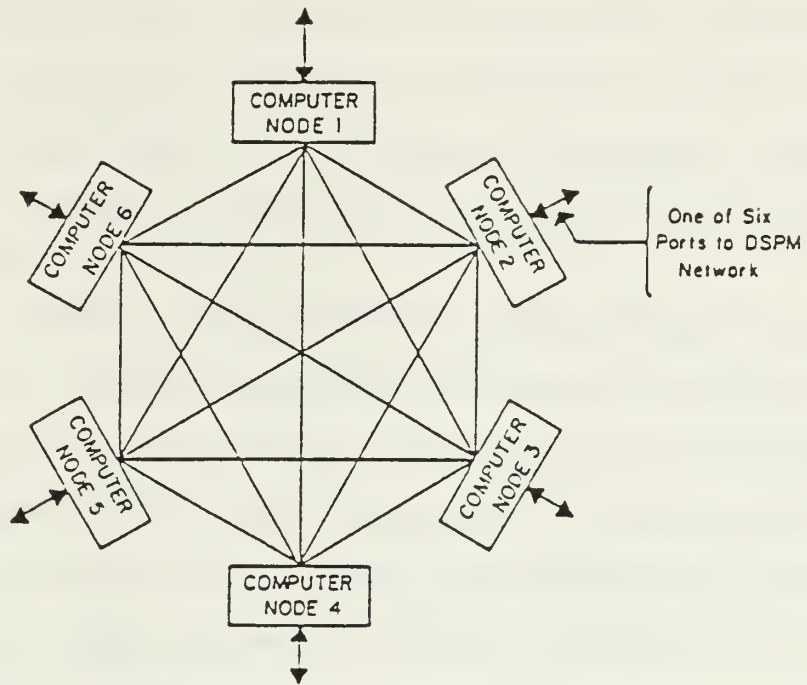 COMPUTER
NODE 1
COMPUTER
NODE 6
COMPUTER
NODE 2
One of Six
Ports to DSPM
Network
COMPUTER
NODE 5
COMPUTER
NODE 3
COMPUTER
NODE 4